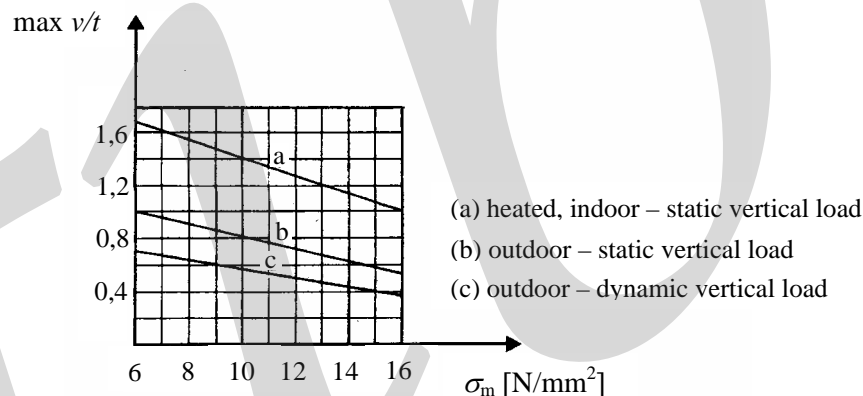 max v/t
1,6
1,2
0,8
0,4
a
b
c
6 8 10 12 14 16
σm [N/mm²]
(a) heated, indoor – static vertical load
(b) outdoor – static vertical load
(c) outdoor – dynamic vertical load